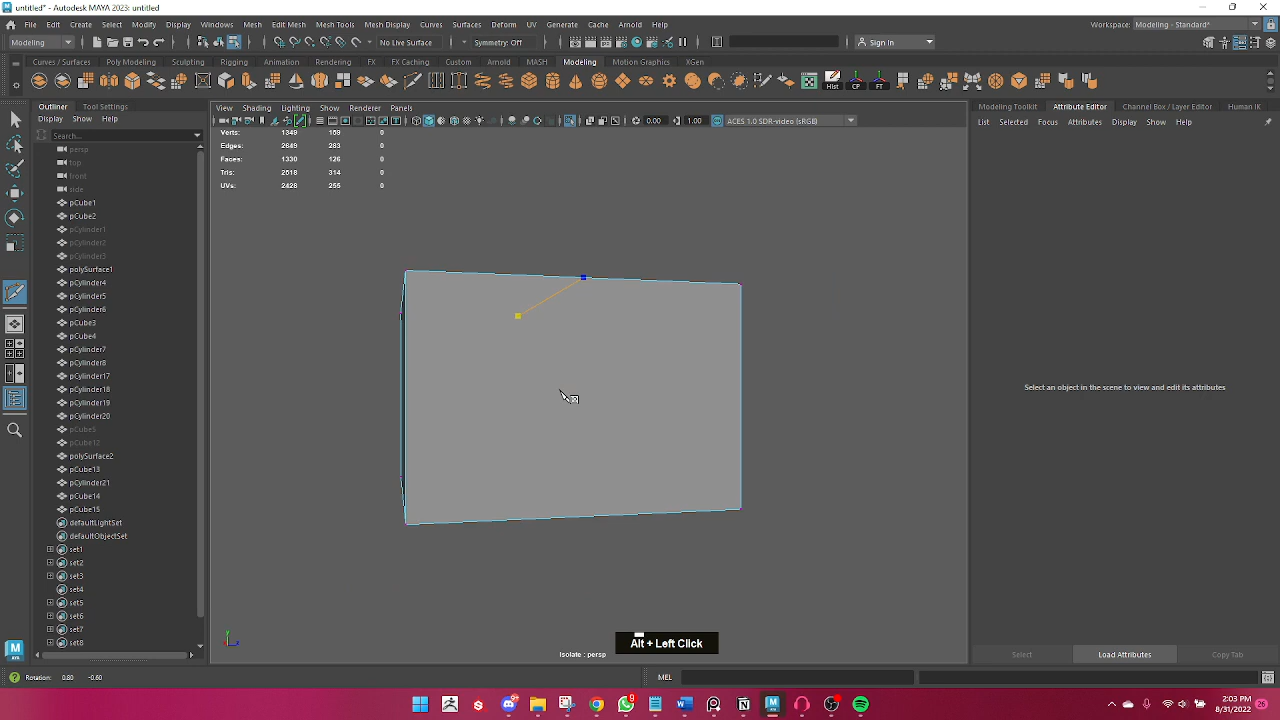 untitled* - Autodesk MAYA 2023: untitled
File Edit Create Select Modify Display Windows Mesh Edit Mesh Mesh Tools Mesh Display Curves Surfaces Deform UV Generate Cache Arnold Help
Workspace: Modeling - Standard*
Modeling No Live Surface Symmetry: Off Sign In
Curves / Surfaces Poly Modeling Sculpting Rigging Animation Rendering FX FX Caching Custom Arnold MASH Modeling Motion Graphics XGen
Hist CP FT
Outliner Tool Settings
Display Show Help
Search...
persp
top
front
side
pCube1
pCube2
pCylinder1
pCylinder2
pCylinder3
polySurface1
pCylinder4
pCylinder5
pCylinder6
pCube3
pCube4
pCylinder7
pCylinder8
pCylinder17
pCylinder18
pCylinder19
pCylinder20
pCube5
pCube12
polySurface2
pCube13
pCylinder21
pCube14
pCube15
defaultLightSet
defaultObjectSet
set1
set2
set3
set4
set5
set6
set7
set8
View Shading Lighting Show Renderer Panels
0.00 1.00 ACES 1.0 SDR-video (sRGB)
Verts: 1349 159 0
Edges: 2649 283 0
Faces: 1330 126 0
Tris: 2618 314 0
UVs: 2428 255 0
Alt + Left Click
Isolate : persp
Modeling Toolkit Attribute Editor Channel Box / Layer Editor Human IK
List Selected Focus Attributes Display Show Help
Select an object in the scene to view and edit its attributes
Select Load Attributes Copy Tab
Rotation: 0.80 -0.60
MEL
2:03 PM
8/31/2022